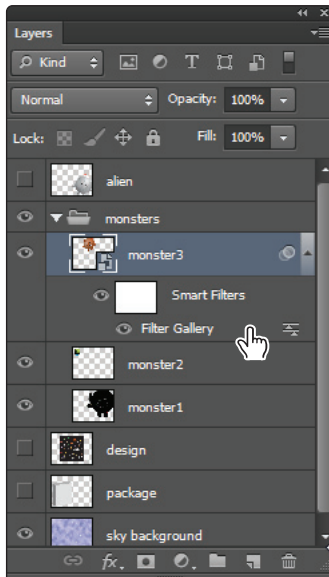 Layers
Kind T
Normal Opacity: 100%
Lock: Fill: 100%
alien
monsters
monster3
Smart Filters
Filter Gallery
monster2
monster1
design
package
sky background
fx.